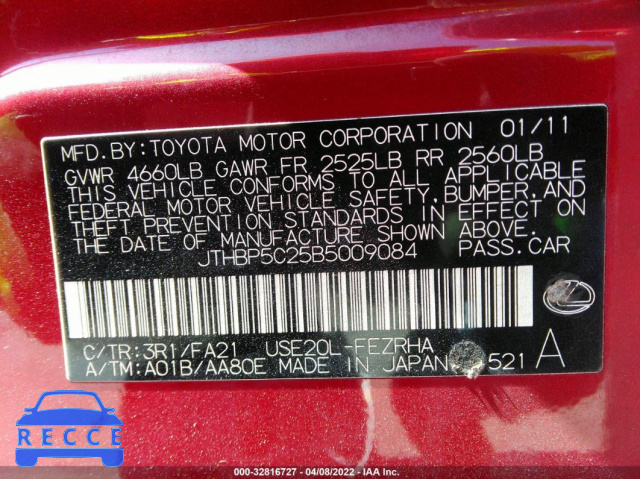 MFD. BY: TOYOTA MOTOR CORPORATION 01/11
GVWR 4660LB GAWR FR 2525LB RR 2560LB
THIS VEHICLE CONFORMS TO ALL APPLICABLE
FEDERAL MOTOR VEHICLE SAFETY, BUMPER, AND
THEFT PREVENTION STANDARDS IN EFFECT ON
THE DATE OF MANUFACTURE SHOWN ABOVE.
JTHBP5C25B5009084 PASS. CAR
C/TR: 3R1/FA21 USE20L-FEZRHA
A/TM: A01B/AA80E MADE IN JAPAN 521 A
RECCE
000-32816727 - 04/08/2022 - IAA Inc.